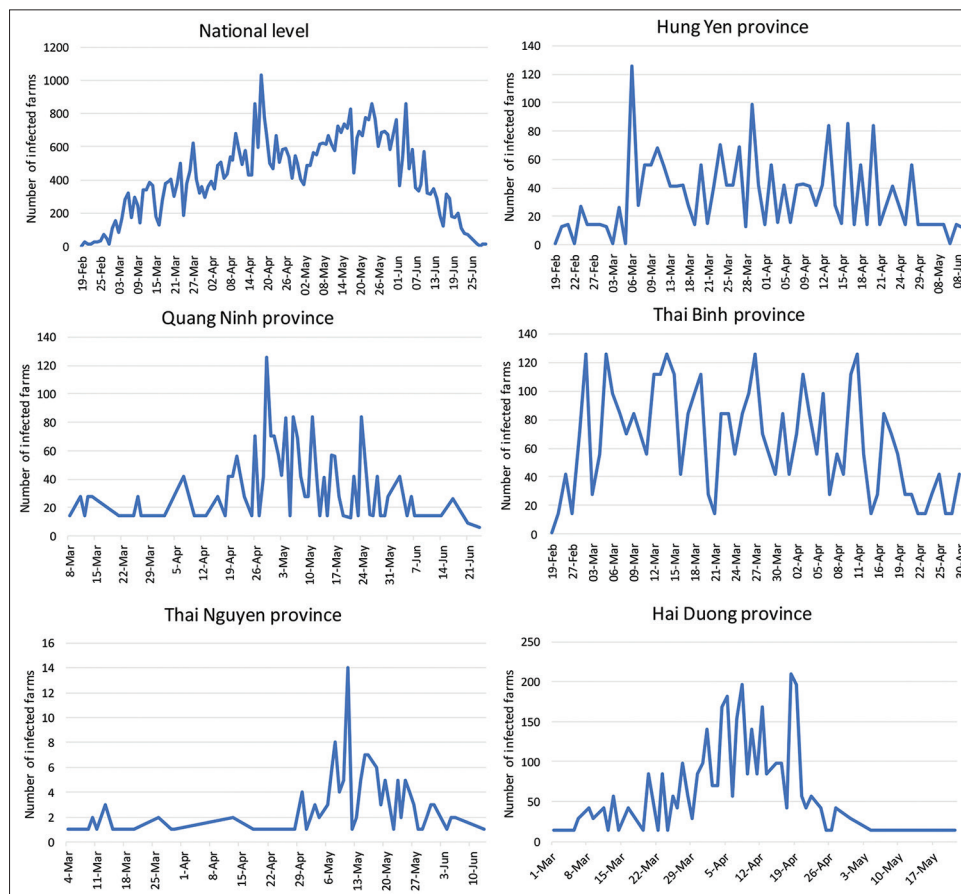 National level
Number of infected farms
1200
1000
800
600
400
200
0
19-Feb
25-Feb
03-Mar
09-Mar
15-Mar
21-Mar
27-Mar
02-Apr
08-Apr
14-Apr
20-Apr
26-Apr
02-May
08-May
14-May
20-May
26-May
01-Jun
07-Jun
13-Jun
19-Jun
25-Jun
Hung Yen province
Number of infected farms
140
120
100
80
60
40
20
0
19-Feb
22-Feb
27-Feb
03-Mar
06-Mar
09-Mar
13-Mar
16-Mar
19-Mar
22-Mar
25-Mar
28-Mar
29-Mar
01-Apr
05-Apr
09-Apr
12-Apr
15-Apr
18-Apr
21-Apr
24-Apr
29-Apr
08-May
08-Jun
Quang Ninh province
Number of infected farms
140
120
100
80
60
40
20
0
8-Mar
15-Mar
22-Mar
29-Mar
5-Apr
12-Apr
19-Apr
26-Apr
3-May
10-May
17-May
24-May
31-May
7-Jun
14-Jun
21-Jun
Thai Binh province
Number of infected farms
140
120
100
80
60
40
20
0
19-Feb
27-Feb
03-Mar
06-Mar
09-Mar
12-Mar
15-Mar
18-Mar
21-Mar
24-Mar
27-Mar
30-Mar
02-Apr
05-Apr
08-Apr
11-Apr
16-Apr
19-Apr
22-Apr
25-Apr
30-Apr
Thai Nguyen province
Number of infected farms
16
14
12
10
8
6
4
2
0
4-Mar
11-Mar
18-Mar
25-Mar
1-Apr
8-Apr
15-Apr
22-Apr
29-Apr
6-May
13-May
20-May
27-May
3-Jun
10-Jun
Hai Duong province
Number of infected farms
250
200
150
100
50
0
1-Mar
8-Mar
15-Mar
22-Mar
29-Mar
5-Apr
12-Apr
19-Apr
26-Apr
3-May
10-May
17-May